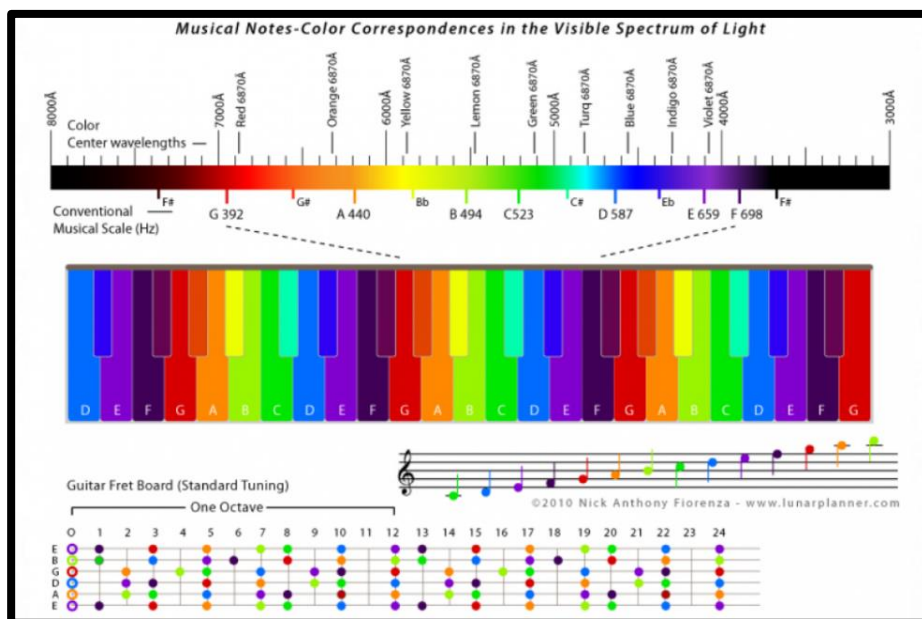 Musical Notes-Color Correspondences in the Visible Spectrum of Light
8000Å
7000Å
Red 6870Å
Orange 6870Å
6000Å
Yellow 6870Å
Lemon 6870Å
Green 6870Å
5000Å
Turq 6870Å
Blue 6870Å
Indigo 6870Å
Violet 6870Å
4000Å
3000Å
Color
Center wavelengths
F# G 392 G# A 440 Bb B 494 C523 C# D 587 Eb E 659 F 698 F#
Conventional
Musical Scale (Hz)
D E F G A B C D E F G A B C D E F G A B C D E F G
Guitar Fret Board (Standard Tuning)
©2010 Nick Anthony Fiorenza - www.lunarplanner.com
One Octave
0 1 2 3 4 5 6 7 8 9 10 11 12 13 14 15 16 17 18 19 20 21 22 23 24
E
B
G
D
A
E